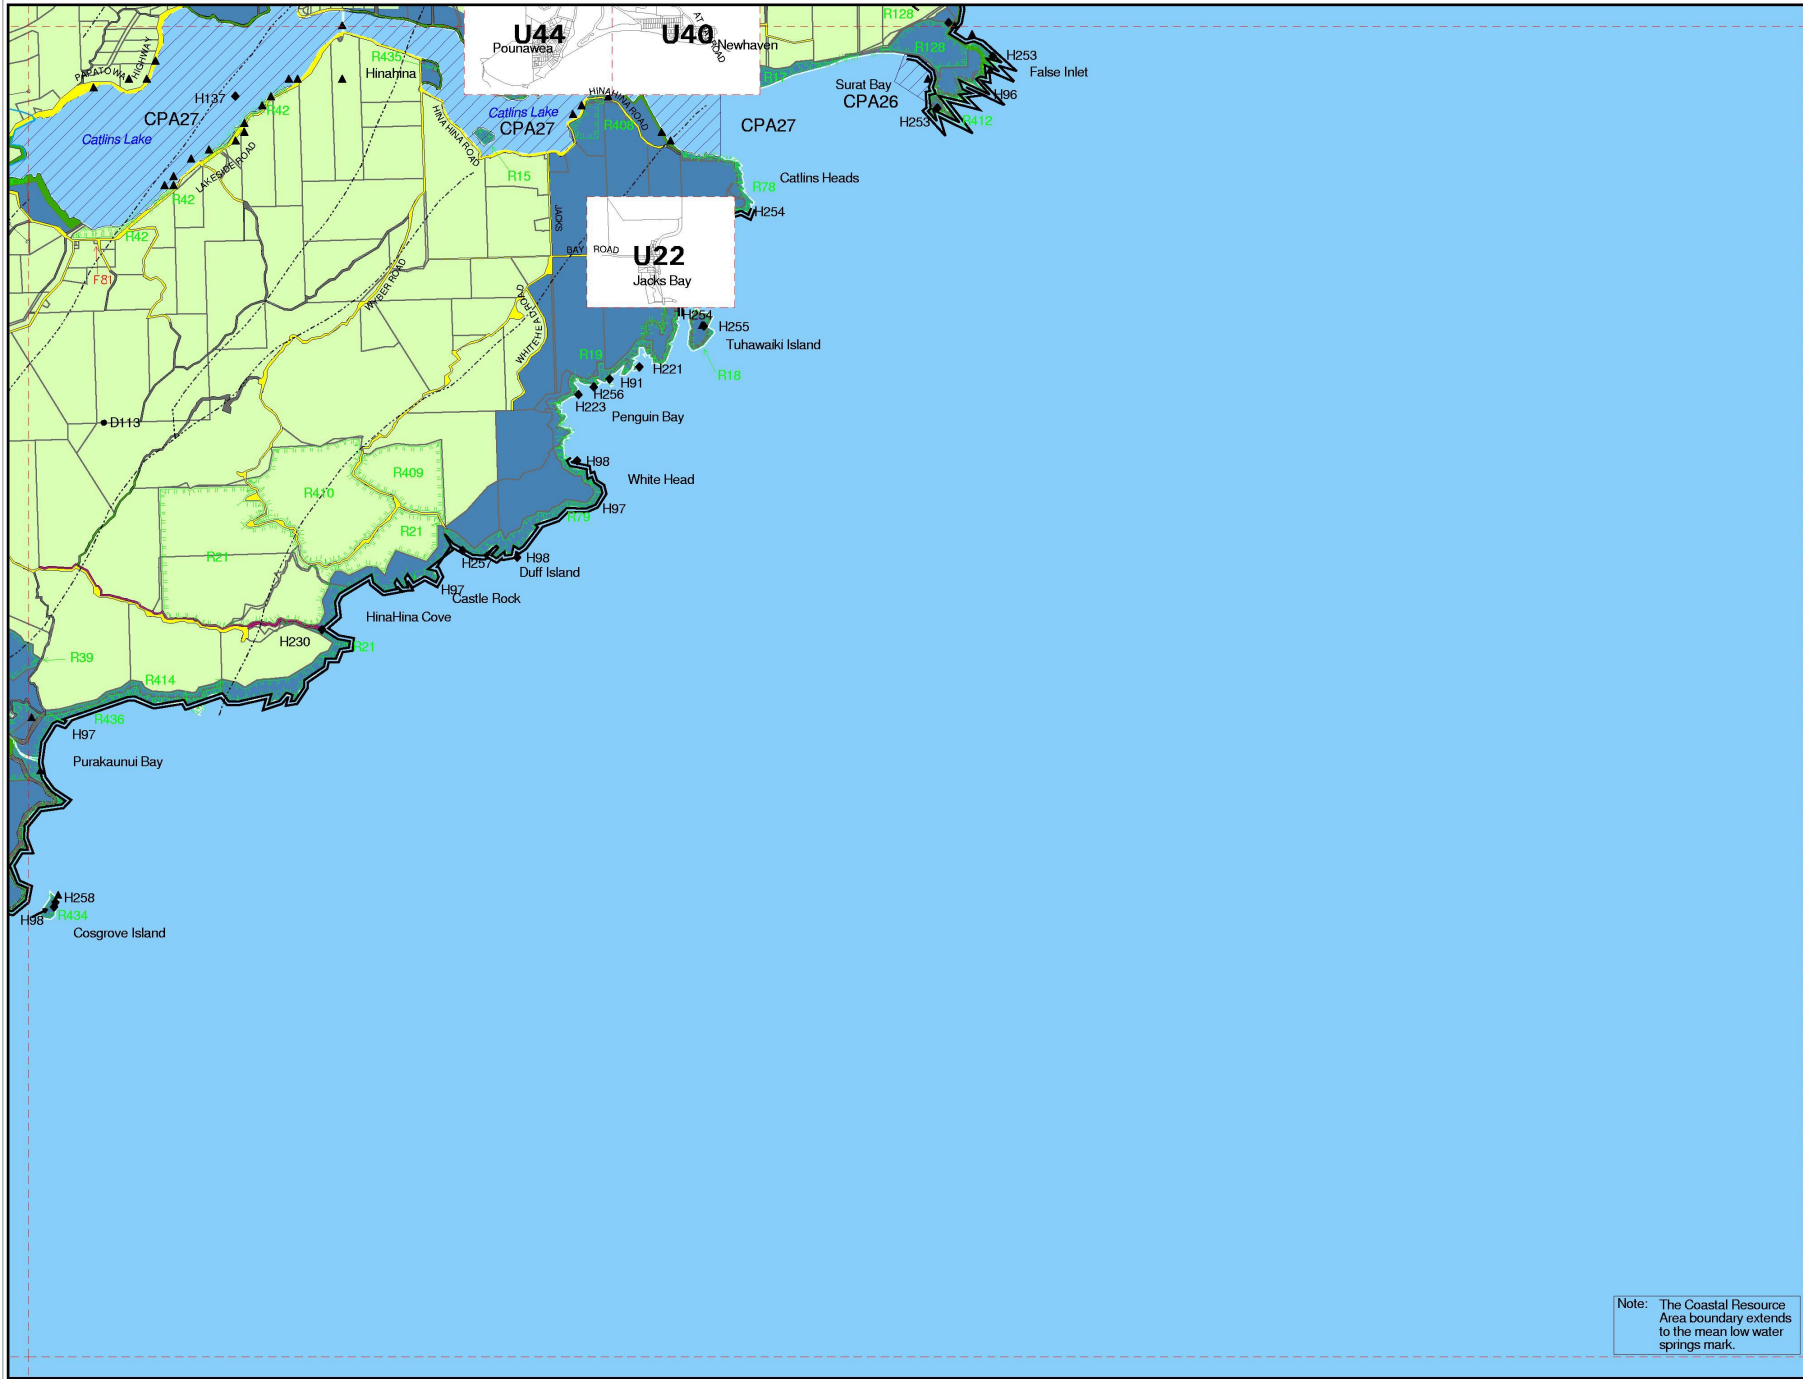 R128
U44
U40
Pounawea
Newhaven
AT
ROAD
R435
Hinahina
R128
H253
False Inlet
R17
Surat Bay
CPA26
H96
H253
R412
PAPATOWAI
HIGHWAY
H137
R42
CPA27
Catlins Lake
Catlins Lake
CPA27
HINAHINA ROAD
R408
CPA27
HINA HINA ROAD
LAKESIDE ROAD
R15
R42
R78
Catlins Heads
H254
JACKS
BAY ROAD
R42
U22
Jacks Bay
F81
WYBER ROAD
WHITEHEAD ROAD
H254
H255
Tuhawaiki Island
R19
R18
H221
H91
H256
H223
Penguin Bay
D113
H98
White Head
R409
R410
H97
R79
R21
R21
H257
H98
Duff Island
H97
Castle Rock
HinaHina Cove
H230
R21
R39
R414
R436
H97
Purakaunui Bay
H258
H98
R434
Cosgrove Island
Note: The Coastal Resource
Area boundary extends
to the mean low water
springs mark.